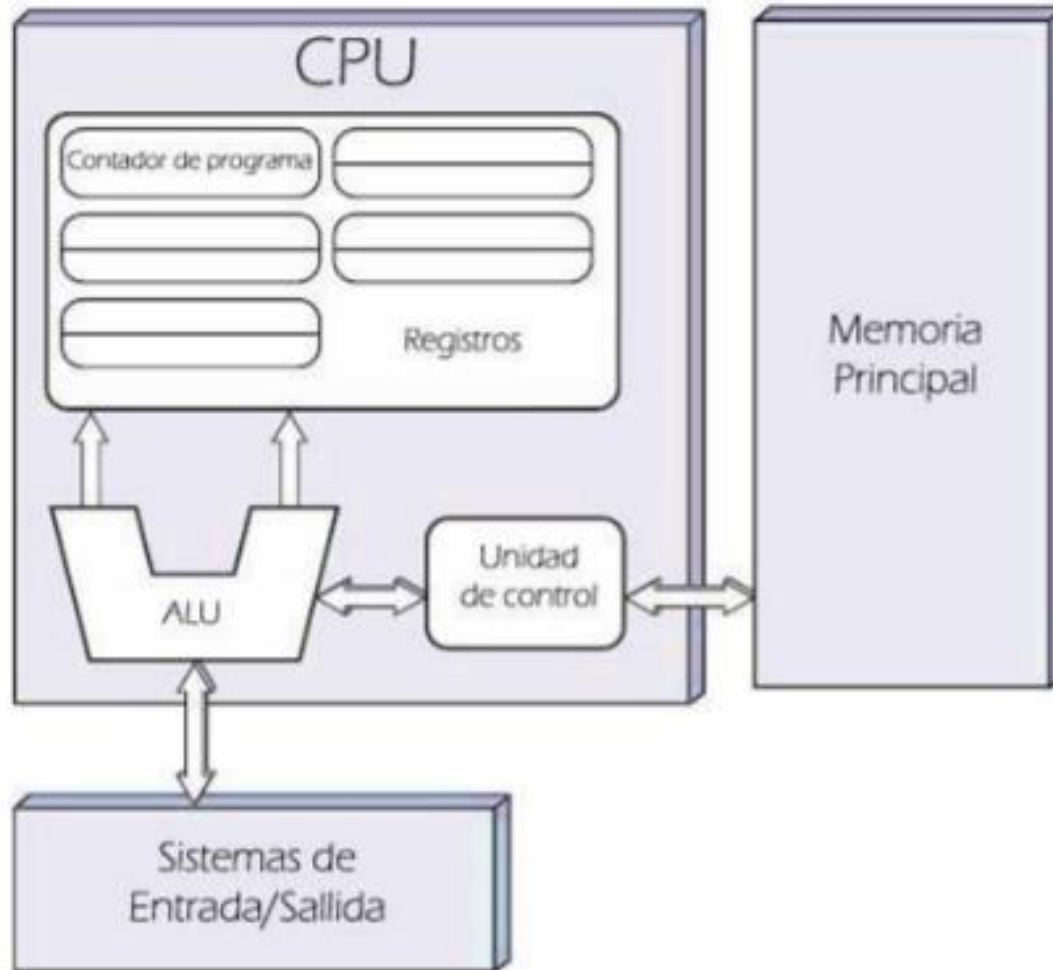 CPU
Contador de programa
Registros
Memoria
Principal
ALU
Unidad
de control
Sistemas de
Entrada/Sallida